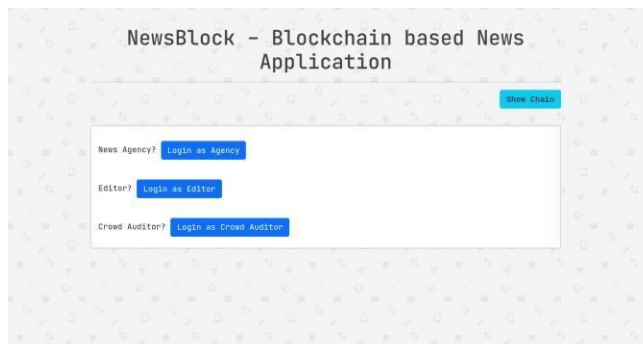 NewsBlock – Blockchain based News
Application
Show Chain
News Agency? Login as Agency
Editor? Login as Editor
Crowd Auditor? Login as Crowd Auditor